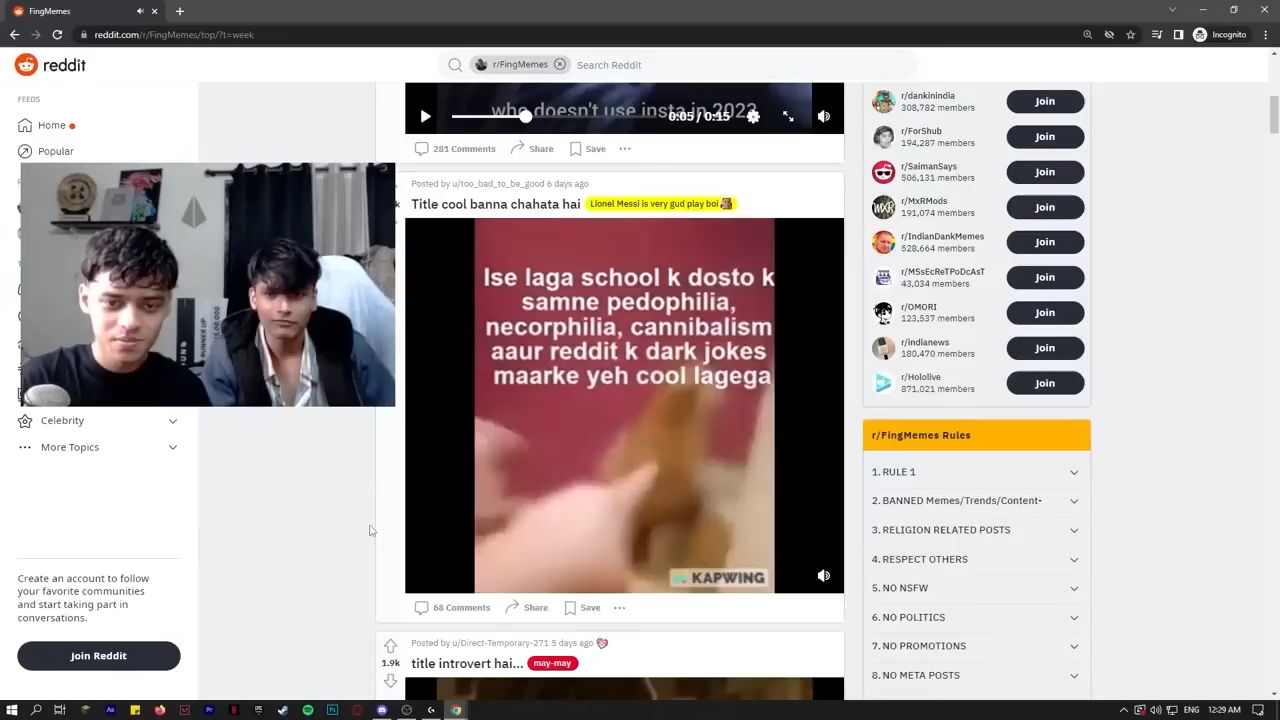 FingMemes
reddit.com/r/FingMemes/top/?t=week
Incognito
reddit
r/FingMemes
Search Reddit
FEEDS
Home
Popular
Celebrity
More Topics
Create an account to follow
your favorite communities
and start taking part in
conversations.
Join Reddit
who doesn't use insta in 2023
0:05 / 0:15
281 Comments
Share
Save
Posted by u/too_bad_to_be_good 6 days ago
Title cool banna chahata hai
Lionel Messi is very gud play boi
Ise laga school k dosto k
samne pedophilia,
necorphilia, cannibalism
aaur reddit k dark jokes
maarke yeh cool lagega
KAPWING
68 Comments
Share
Save
Posted by u/Direct-Temporary-271 5 days ago
1.9k
title introvert hai...
may-may
r/dankinindia
308,782 members
Join
r/ForShub
194,287 members
Join
r/SaimanSays
506,131 members
Join
r/MxRMods
191,074 members
Join
r/IndianDankMemes
528,664 members
Join
r/MSsEcReTPoDcAsT
43,034 members
Join
r/OMORI
123,537 members
Join
r/indianews
180,470 members
Join
r/Hololive
871,021 members
Join
r/FingMemes Rules
1. RULE 1
2. BANNED Memes/Trends/Content-
3. RELIGION RELATED POSTS
4. RESPECT OTHERS
5. NO NSFW
6. NO POLITICS
7. NO PROMOTIONS
8. NO META POSTS
RUNNER UP
ENG
12:29 AM